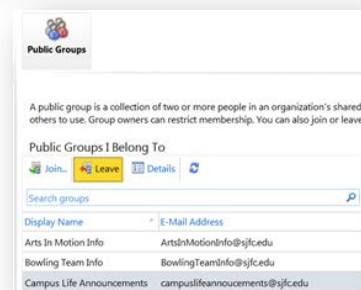 Public Groups
A public group is a collection of two or more people in an organization's shared
others to use. Group owners can restrict membership. You can also join or leave
Public Groups I Belong To
Join... Leave Details
Search groups
Display Name E-Mail Address
Arts In Motion Info ArtsInMotionInfo@sjfc.edu
Bowling Team Info BowlingTeamInfo@sjfc.edu
Campus Life Announcements campuslifeannoucements@sjfc.edu